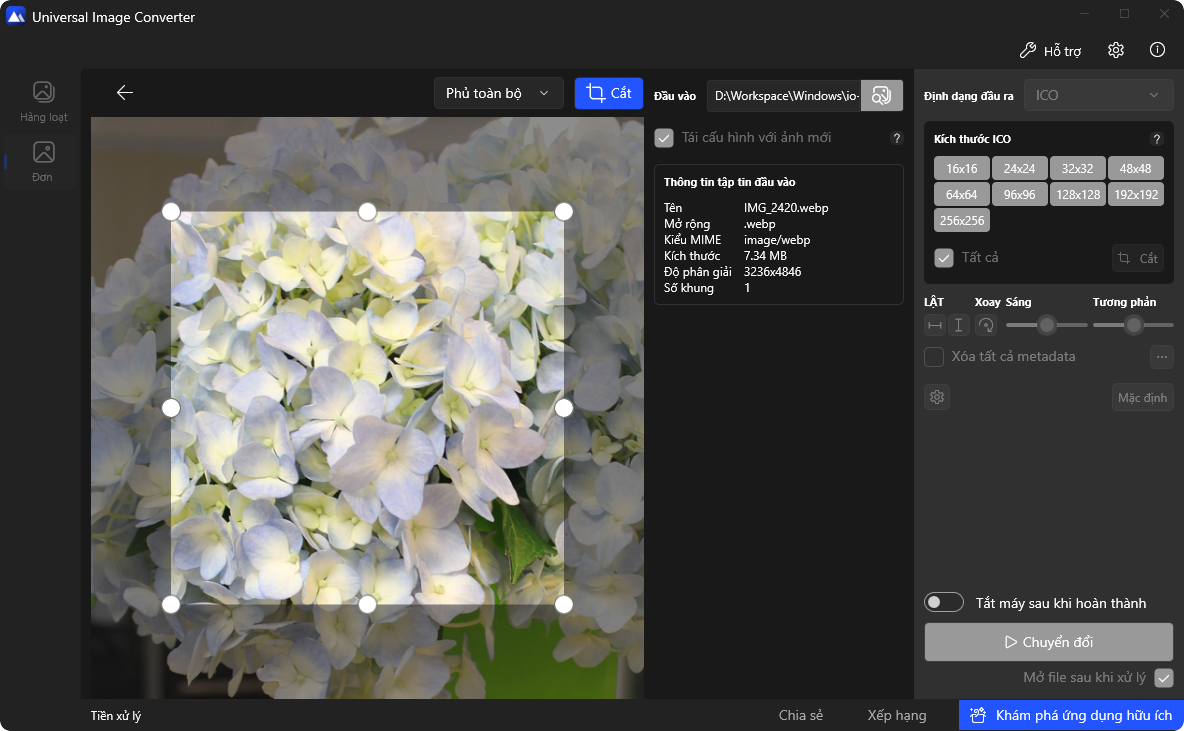 Universal Image Converter
Hỗ trợ
Hàng loạt
Đơn
Phủ toàn bộ
Cắt
Đầu vào
D:\Workspace\Windows\io-
Tái cấu hình với ảnh mới
?
Thông tin tập tin đầu vào
Tên IMG_2420.webp
Mở rộng .webp
Kiểu MIME image/webp
Kích thước 7.34 MB
Độ phân giải 3236x4846
Số khung 1
Định dạng đầu ra ICO
Kích thước ICO ?
16x16 24x24 32x32 48x48
64x64 96x96 128x128 192x192
256x256
Tất cả Cắt
LẬT Xoay Sáng Tương phản
Xóa tất cả metadata ...
Mặc định
Tắt máy sau khi hoàn thành
Chuyển đổi
Mở file sau khi xử lý
Tiền xử lý
Chia sẻ
Xếp hạng
Khám phá ứng dụng hữu ích